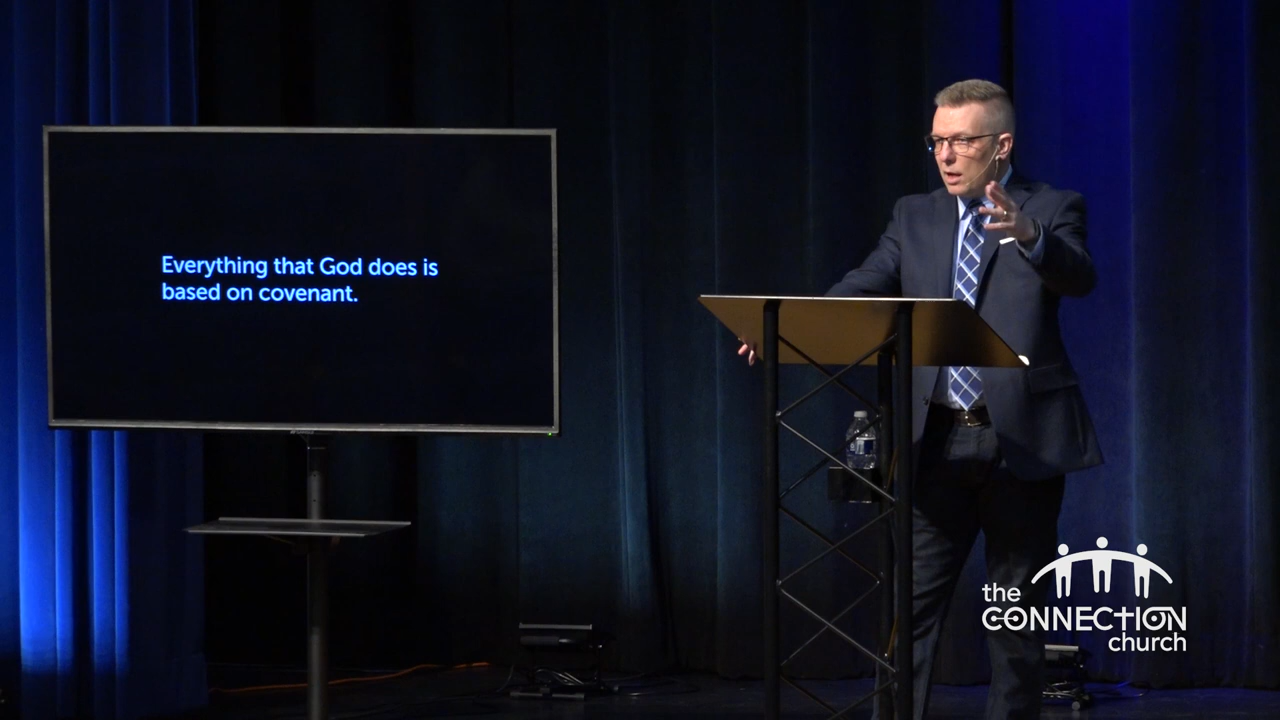 Everything that God does is
based on covenant.
the
CONNECTION
church